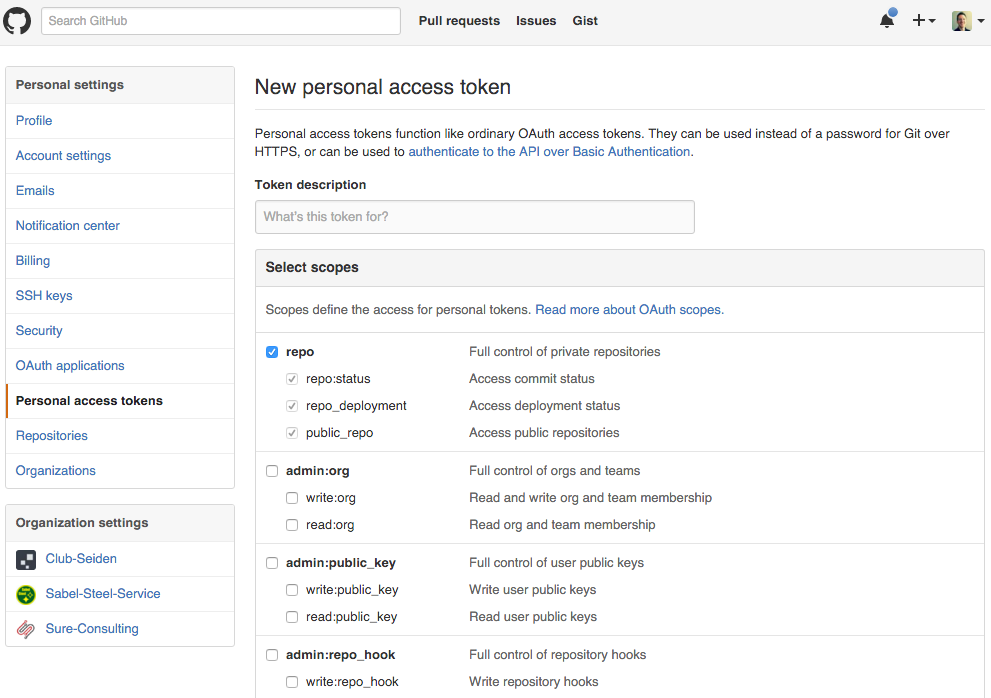 Search GitHub
Pull requests Issues Gist
Personal settings
Profile
Account settings
Emails
Notification center
Billing
SSH keys
Security
OAuth applications
Personal access tokens
Repositories
Organizations
Organization settings
Club-Seiden
Sabel-Steel-Service
Sure-Consulting
New personal access token
Personal access tokens function like ordinary OAuth access tokens. They can be used instead of a password for Git over
HTTPS, or can be used to authenticate to the API over Basic Authentication.
Token description
What's this token for?
Select scopes
Scopes define the access for personal tokens. Read more about OAuth scopes.
repo Full control of private repositories
repo:status Access commit status
repo_deployment Access deployment status
public_repo Access public repositories
admin:org Full control of orgs and teams
write:org Read and write org and team membership
read:org Read org and team membership
admin:public_key Full control of user public keys
write:public_key Write user public keys
read:public_key Read user public keys
admin:repo_hook Full control of repository hooks
write:repo_hook Write repository hooks